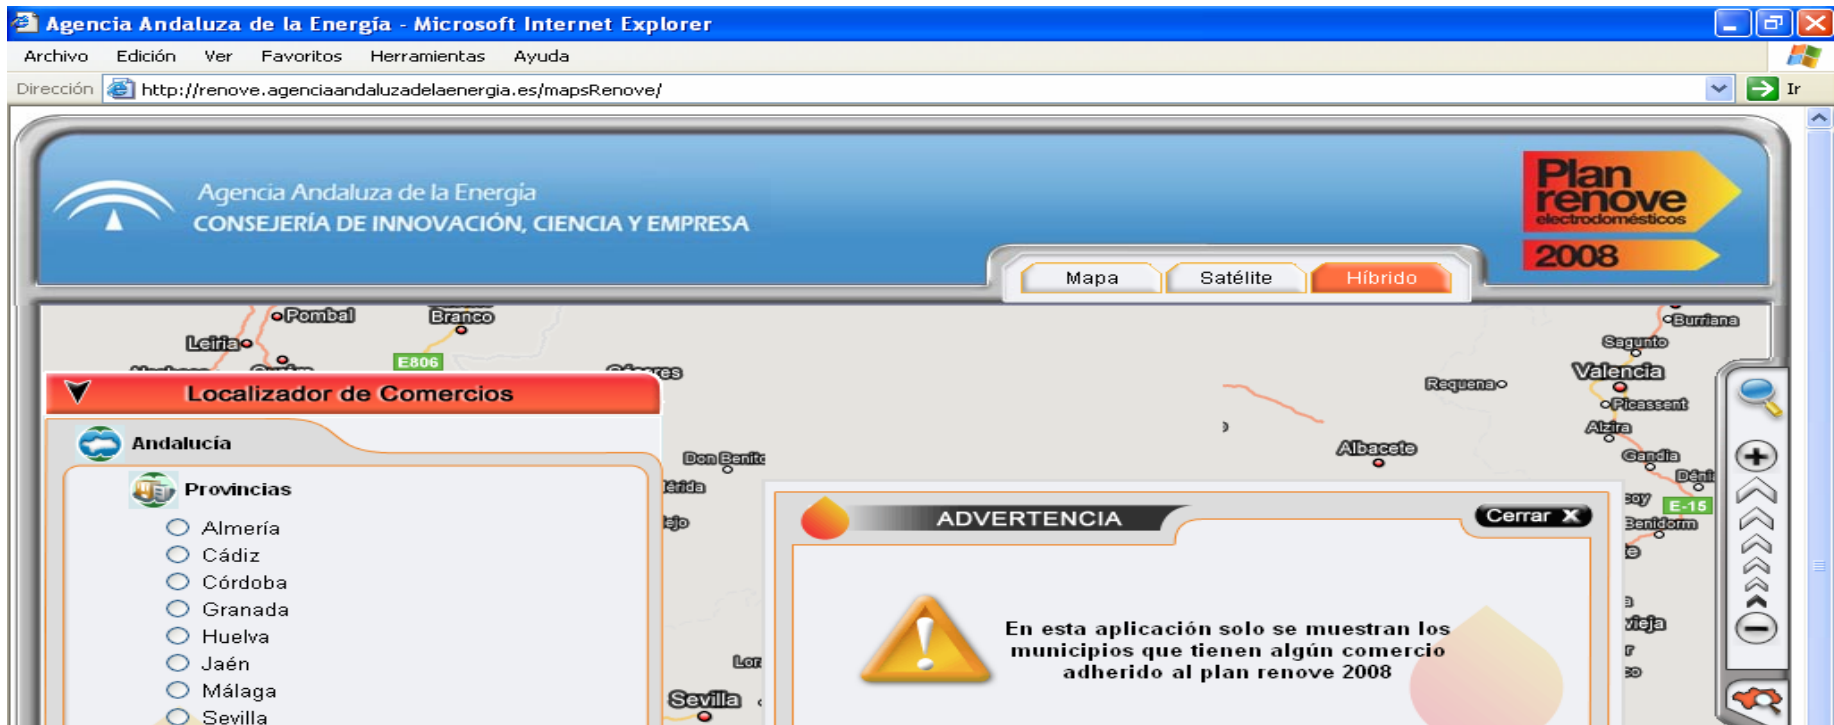 Agencia Andaluza de la Energía - Microsoft Internet Explorer
Archivo Edición Ver Favoritos Herramientas Ayuda
Dirección http://renove.agenciaandaluzadelaenergia.es/mapsRenove/ Ir
Agencia Andaluza de la Energía
CONSEJERÍA DE INNOVACIÓN, CIENCIA Y EMPRESA
Plan
renove
electrodomésticos
2008
Mapa Satélite Híbrido
Pombal
Branco
Burriana
Leiria
Sagunto
E806
Valencia
Requena
Localizador de Comercios
Picassent
Alzira
Andalucía
Albacete
Don Benito
Gandia
Provincias
E-15
Benidorm
ADVERTENCIA
Cerrar X
Almería
Cádiz
Córdoba
Granada
Huelva
Jaén
Málaga
Sevilla
En esta aplicación solo se muestran los
municipios que tienen algún comercio
adherido al plan renove 2008
Sevilla